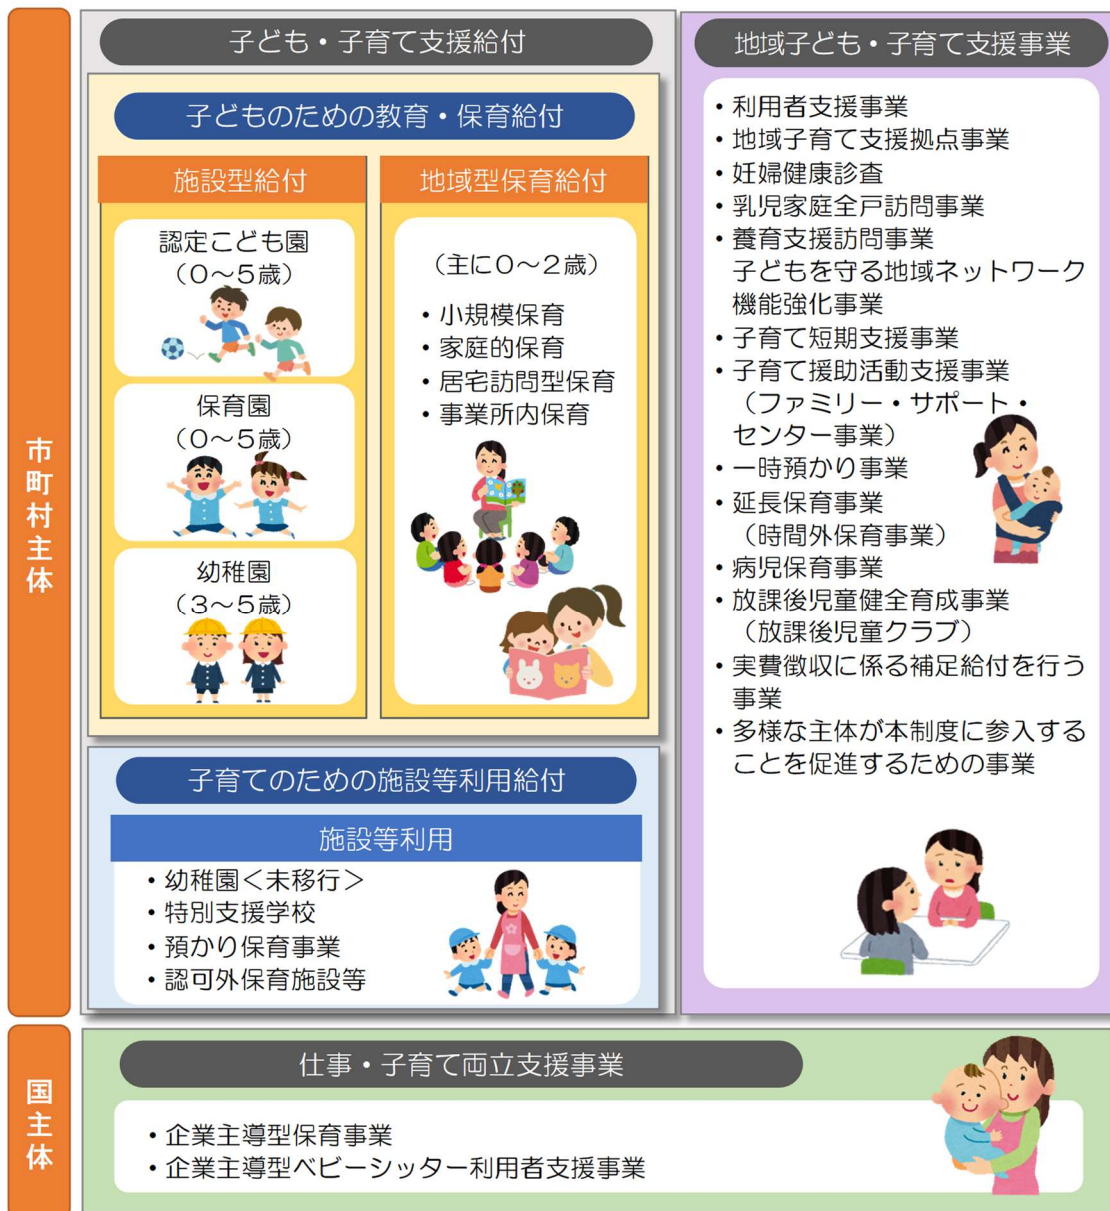 市町村主体
子ども・子育て支援給付
子どものための教育・保育給付
施設型給付
認定こども園
（０～５歳）
保育園
（０～５歳）
幼稚園
（３～５歳）
地域型保育給付
（主に０～２歳）
・小規模保育
・家庭的保育
・居宅訪問型保育
・事業所内保育
子育てのための施設等利用給付
施設等利用
・幼稚園＜未移行＞
・特別支援学校
・預かり保育事業
・認可外保育施設等
地域子ども・子育て支援事業
・利用者支援事業
・地域子育て支援拠点事業
・妊婦健康診査
・乳児家庭全戸訪問事業
・養育支援訪問事業
子どもを守る地域ネットワーク
機能強化事業
・子育て短期支援事業
・子育て援助活動支援事業
（ファミリー・サポート・
センター事業）
・一時預かり事業
・延長保育事業
（時間外保育事業）
・病児保育事業
・放課後児童健全育成事業
（放課後児童クラブ）
・実費徴収に係る補足給付を行う
事業
・多様な主体が本制度に参入する
ことを促進するための事業
国主体
仕事・子育て両立支援事業
・企業主導型保育事業
・企業主導型ベビーシッター利用者支援事業